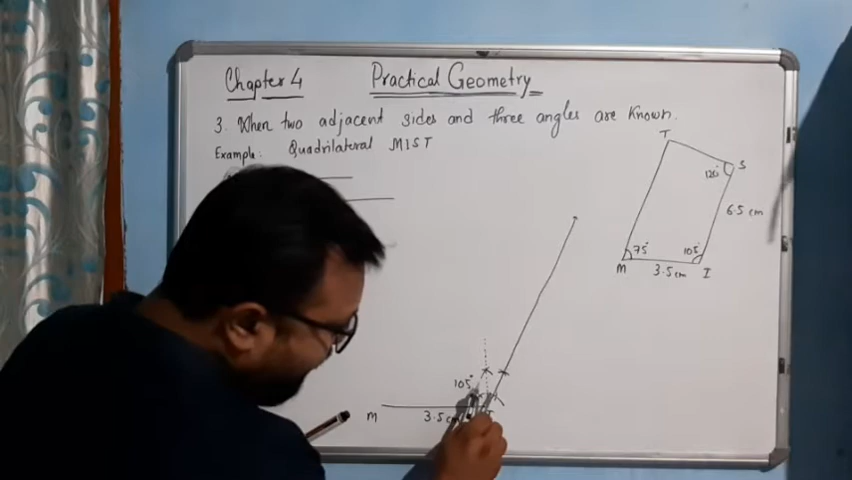 Chapter 4 Practical Geometry
3. When two adjacent sides and three angles are known.
Example: Quadrilateral MIST
T
S
120°
6.5 cm
75° 105°
M 3.5 cm I
105°
M 3.5 cm